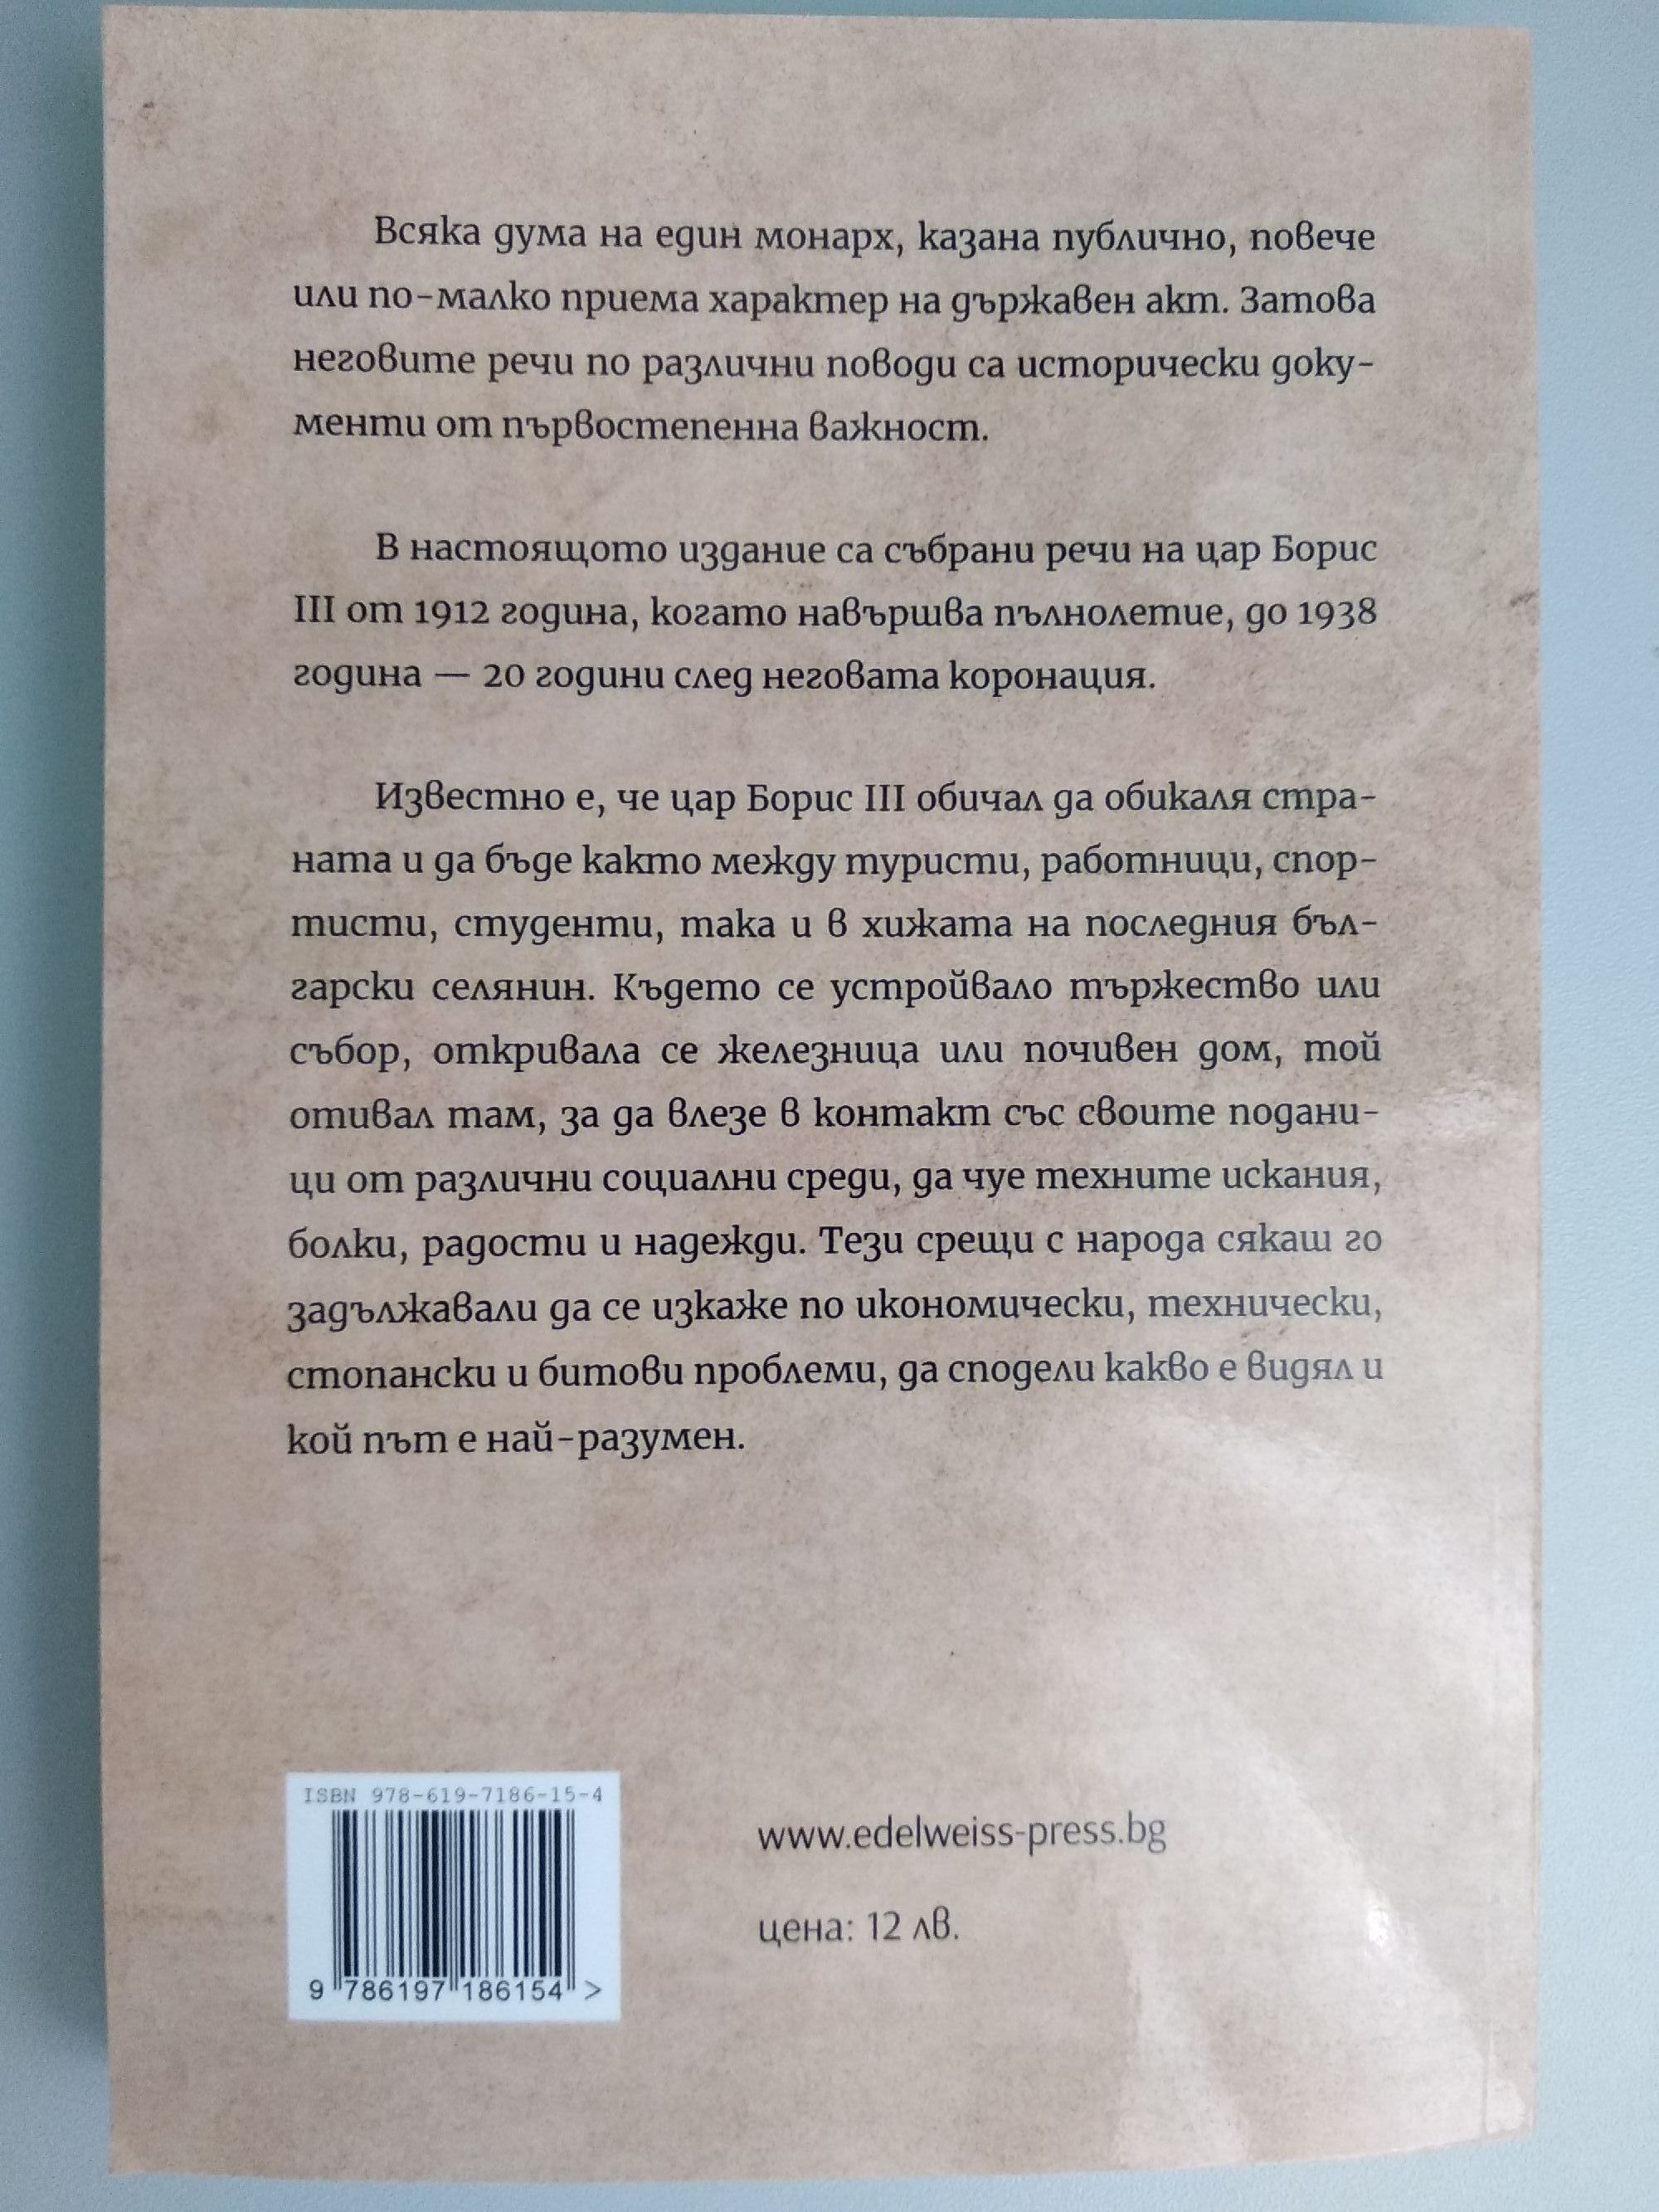 Всяка дума на един монарх, казана публично, повече
или по-малко приема характер на държавен акт. Затова
неговите речи по различни поводи са исторически доку-
менти от първостепенна важност.
В настоящото издание са събрани речи на цар Борис
III от 1912 година, когато навършва пълнолетие, до 1938
година — 20 години след неговата коронация.
Известно е, че цар Борис III обичал да обикаля стра-
ната и да бъде както между туристи, работници, спор-
тисти, студенти, така и в хижата на последния бъл-
гарски селянин. Където се устройвало тържество или
събор, откривала се железница или почивен дом, той
отивал там, за да влезе в контакт със своите подани-
ци от различни социални среди, да чуе техните искания,
болки, радости и надежди. Тези срещи с народа сякаш го
задължавали да се изкаже по икономически, технически,
стопански и битови проблеми, да сподели какво е видял и
кой път е най-разумен.
ISBN 978-619-7186-15-4
9 786197 186154 >
www.edelweiss-press.bg
цена: 12 лв.